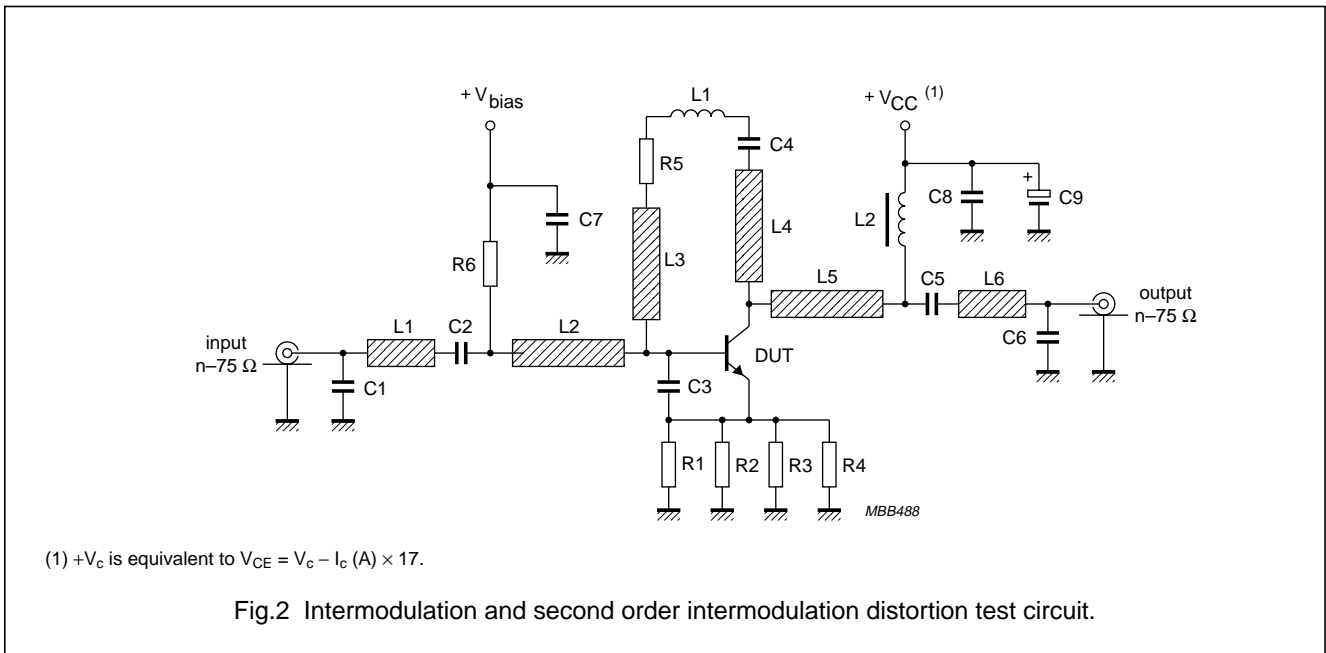 + V_bias
L1
+ V_CC (1)
C4
R5
C7
C8
+
C9
L2
R6
L3
L4
L5
C5
L6
output
n–75 Ω
input
n–75 Ω
L1
C2
L2
DUT
C6
C1
C3
R1
R2
R3
R4
MBB488
(1) +V_c is equivalent to V_CE = V_c – I_c (A) × 17.
Fig.2 Intermodulation and second order intermodulation distortion test circuit.